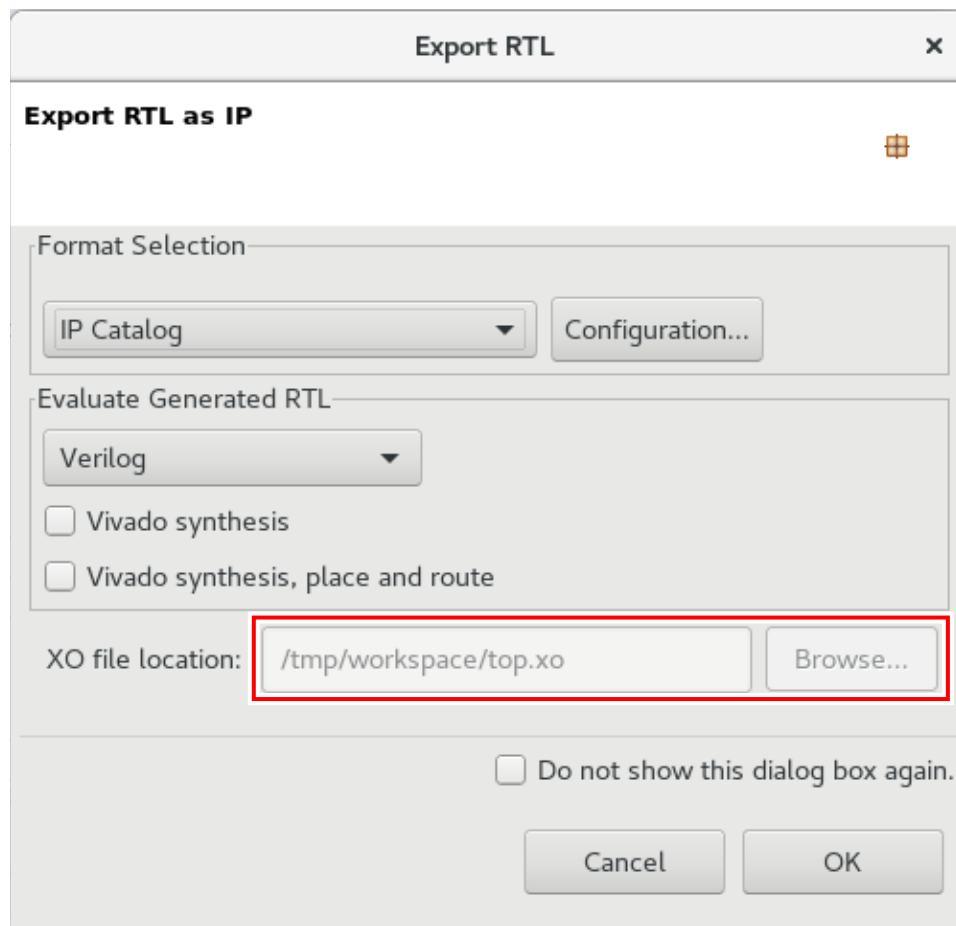 Export RTL
Export RTL as IP
Format Selection
IP Catalog
Configuration...
Evaluate Generated RTL
Verilog
Vivado synthesis
Vivado synthesis, place and route
XO file location: /tmp/workspace/top.xo Browse...
Do not show this dialog box again.
Cancel OK